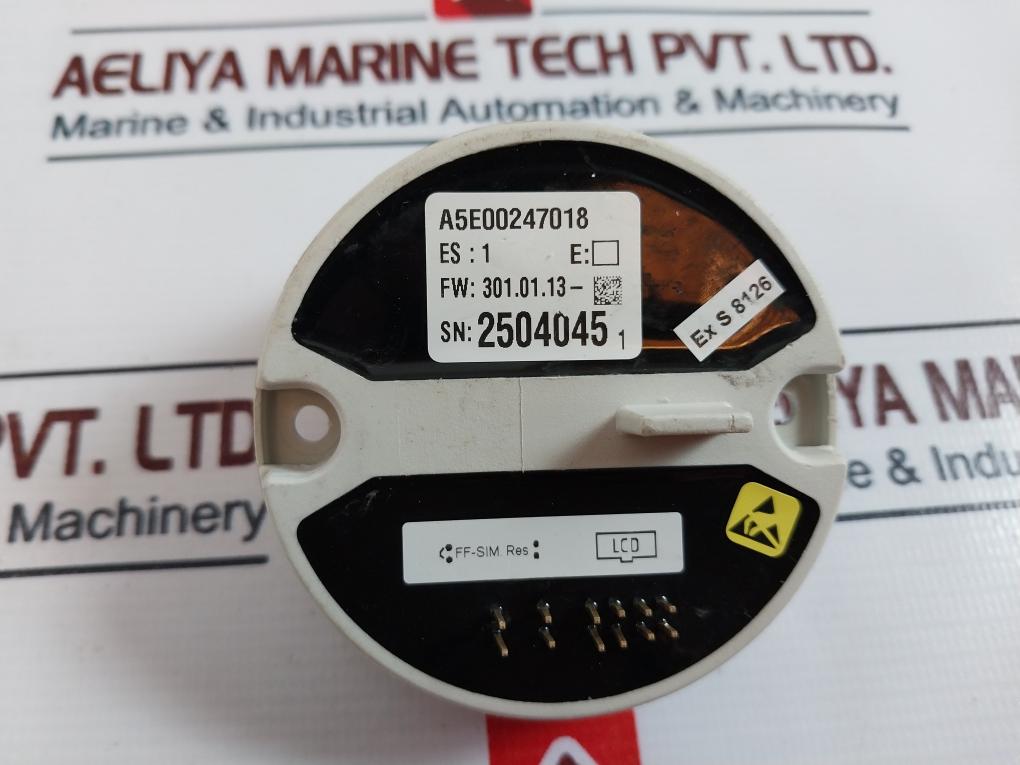 AELIYA MARINE TECH PVT. LTD.
Marine & Industrial Automation & Machinery
A5E00247018
ES : 1 E:
FW: 301.01.13-
SN: 2504045 1
Ex S 8126
PVT. LTD
Machinery
YA MA
e & Indu
FF-SIM. Res
LCD